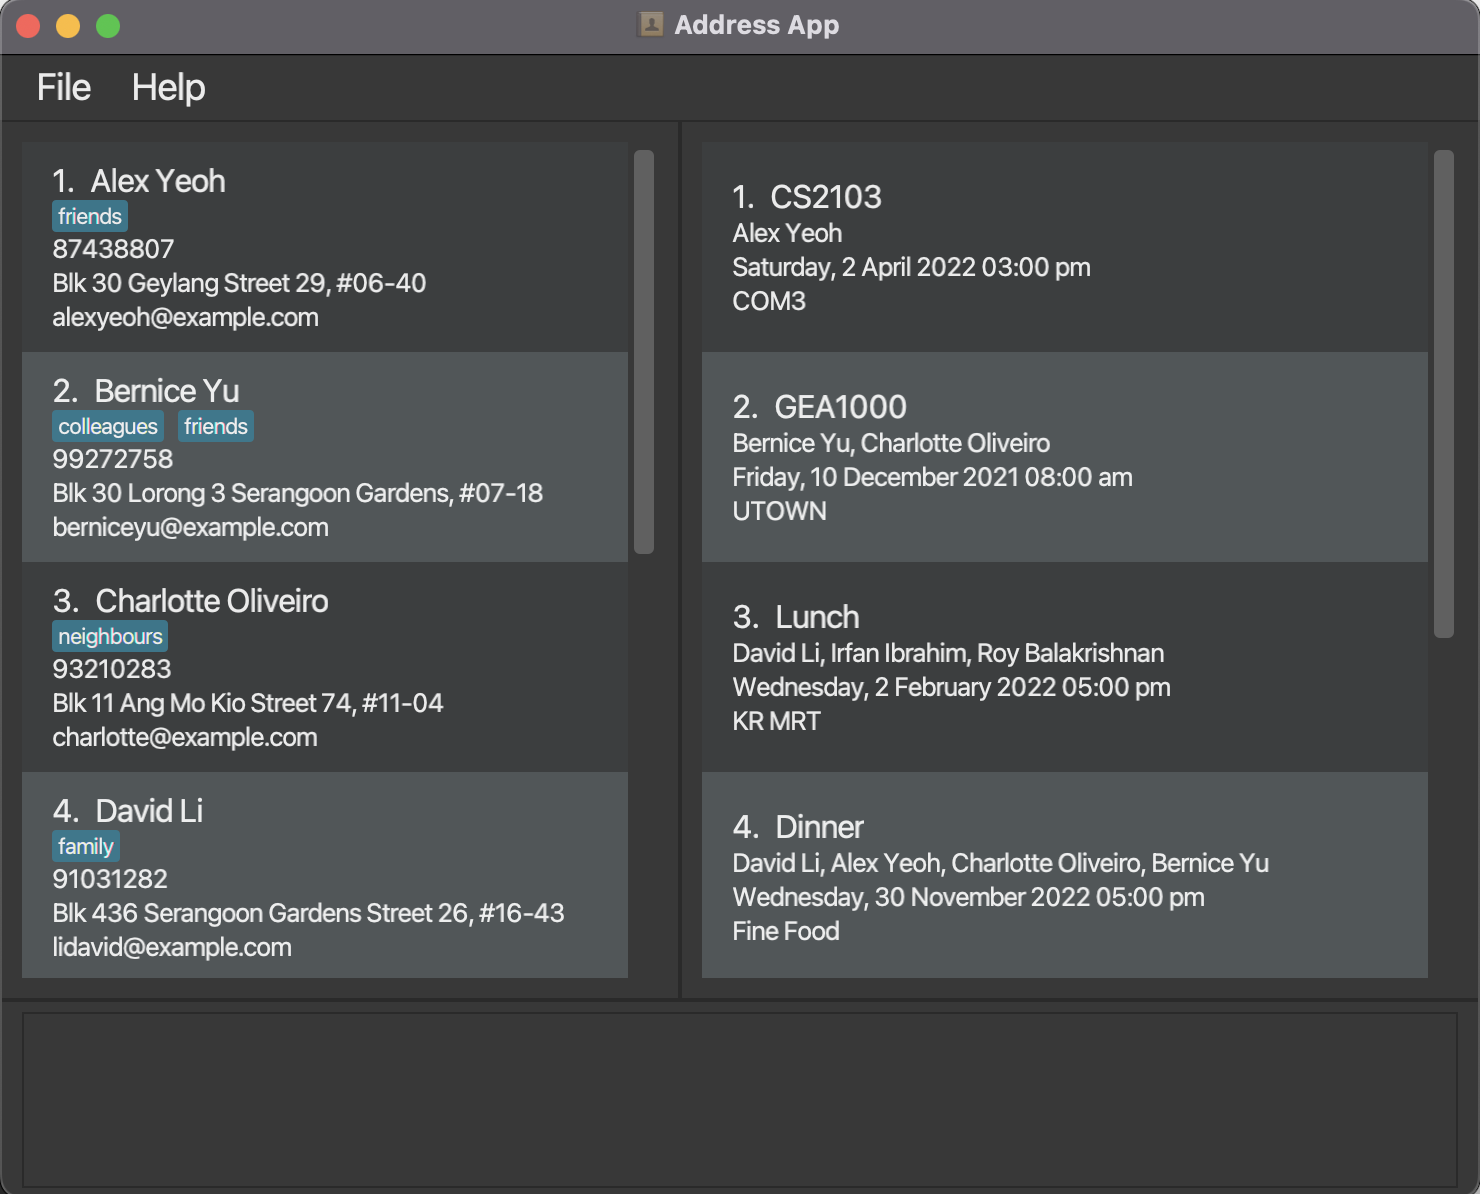 Address App
File Help
1. Alex Yeoh
friends
87438807
Blk 30 Geylang Street 29, #06-40
alexyeoh@example.com
2. Bernice Yu
colleagues friends
99272758
Blk 30 Lorong 3 Serangoon Gardens, #07-18
berniceyu@example.com
3. Charlotte Oliveiro
neighbours
93210283
Blk 11 Ang Mo Kio Street 74, #11-04
charlotte@example.com
4. David Li
family
91031282
Blk 436 Serangoon Gardens Street 26, #16-43
lidavid@example.com
1. CS2103
Alex Yeoh
Saturday, 2 April 2022 03:00 pm
COM3
2. GEA1000
Bernice Yu, Charlotte Oliveiro
Friday, 10 December 2021 08:00 am
UTOWN
3. Lunch
David Li, Irfan Ibrahim, Roy Balakrishnan
Wednesday, 2 February 2022 05:00 pm
KR MRT
4. Dinner
David Li, Alex Yeoh, Charlotte Oliveiro, Bernice Yu
Wednesday, 30 November 2022 05:00 pm
Fine Food